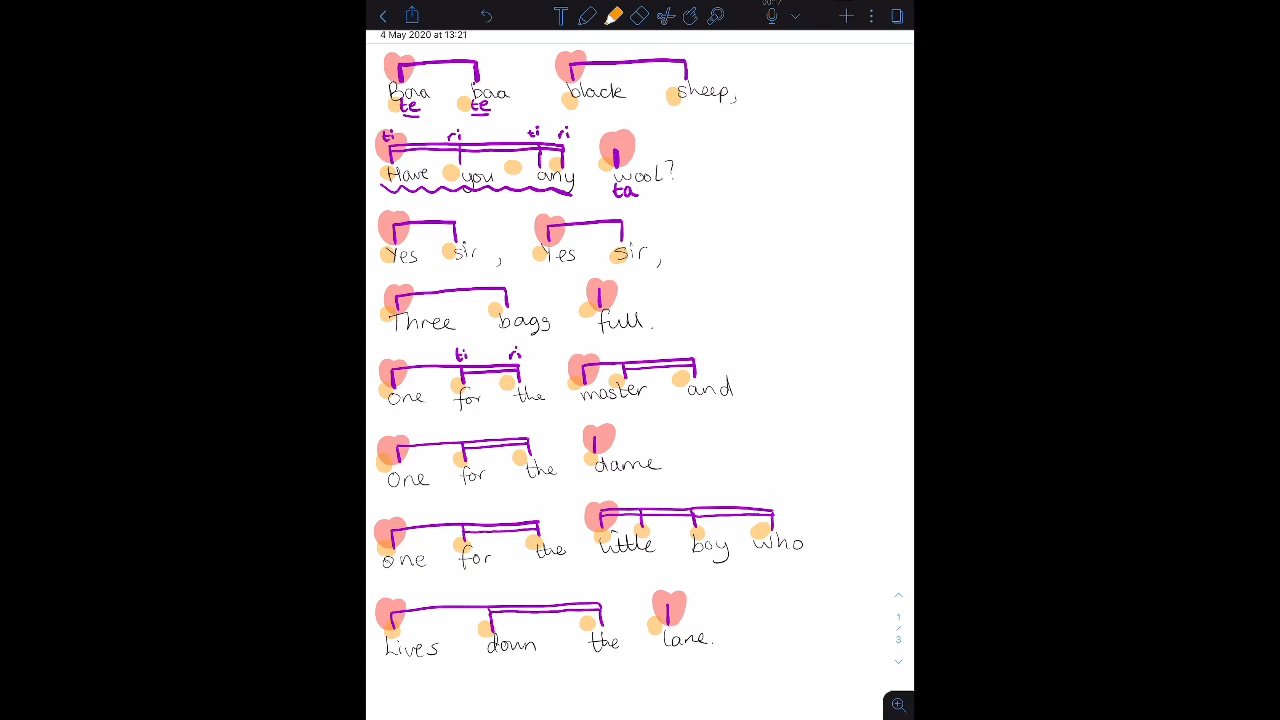 4 May 2020 at 13:21
Baa baa black sheep,
te te
ti ri ti ri
Have you any wool?
ta
Yes sir, Yes sir,
Three bags full.
ti ri
One for the master and
One for the dame
One for the little boy who
Lives down the lane.
1
/
3